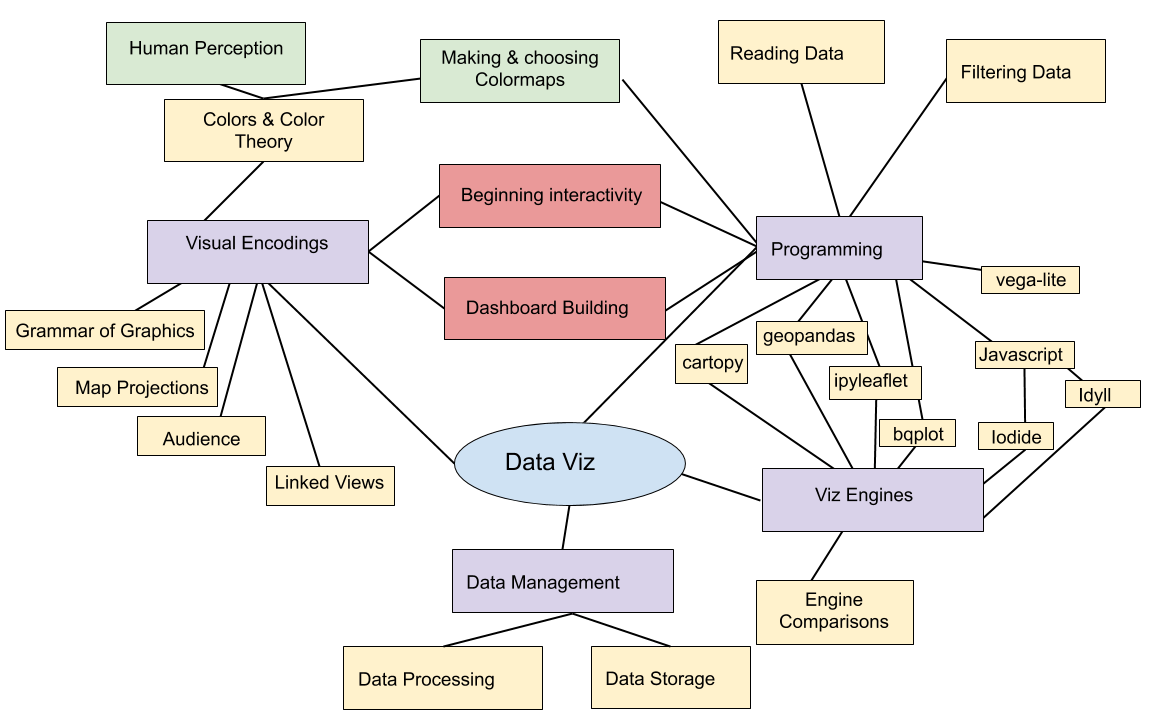 Human Perception
Making & choosing
Colormaps
Reading Data
Filtering Data
Colors & Color
Theory
Beginning interactivity
Visual Encodings
Programming
vega-lite
Dashboard Building
Grammar of Graphics
geopandas
cartopy
Javascript
ipyleaflet
Idyll
Map Projections
Audience
bqplot
Iodide
Data Viz
Linked Views
Viz Engines
Data Management
Engine
Comparisons
Data Processing
Data Storage